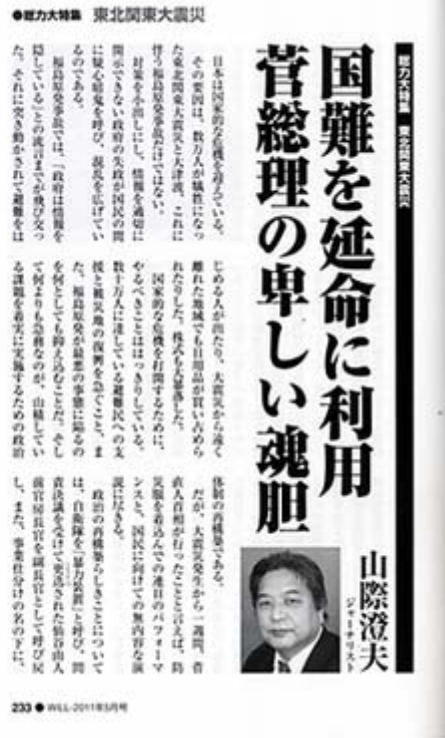 ●総力大特集 東北関東大震災
総力大特集 東北関東大震災
国難を延命に利用
菅総理の卑しい魂胆
山際澄夫
ジャーナリスト
日本は国家的な危機を迎えている。
その要因は、数万人が犠牲になっ
た東北関東大震災と大津波、これに
伴う福島原発事故だけではない。
対策を小出しにし、情報を適切に
開示できない政府の失政が国民の間
に疑心暗鬼を呼び、混乱を広げてい
るのである。
福島原発事故では、「政府は情報を
隠している」との流言までが飛び交っ
た。それに突き動かされて避難をは
じめる人が出たり、大震災から遠く
離れた地域でも日用品が買い占めら
れたりした。株式も大暴落した。
国家的な危機を打開するために、
やるべきことははっきりしている。
数十万人に達している避難民への支
援と被災地の復興を急ぐこと、ま
た、福島原発が最悪の事態に陥るの
を何としても抑え込むことだ。そし
て何よりも急務なのが、山積してい
る課題を着実に実施するための政治
体制の再構築である。
だが、大震災発生から一週間、菅
直人首相が行ったことと言えば、防
災服を着込んでの連日のパフォーマ
ンスと、国民に向けての無内容な演
説に尽きる。
政治の再構築らしきことについて
は、自衛隊を「暴力装置」と呼び、問
責決議を受けて更迭された仙谷由人
前官房長官を副長官として呼び戻
し、また、事業仕分けの名の下に、
233 ● WiLL-2011年5月号